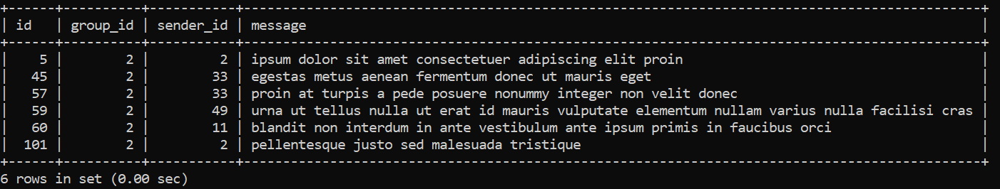 +------+----------+-----------+---------------------------------------------------------------------------------------------+
| id   | group_id | sender_id | message                                                                                     |
+------+----------+-----------+---------------------------------------------------------------------------------------------+
|    5 |        2 |         2 | ipsum dolor sit amet consectetuer adipiscing elit proin                                     |
|   45 |        2 |        33 | egestas metus aenean fermentum donec ut mauris eget                                         |
|   57 |        2 |        33 | proin at turpis a pede posuere nonummy integer non velit donec                              |
|   59 |        2 |        49 | urna ut tellus nulla ut erat id mauris vulputate elementum nullam varius nulla facilisi cras |
|   60 |        2 |        11 | blandit non interdum in ante vestibulum ante ipsum primis in faucibus orci                  |
|  101 |        2 |         2 | pellentesque justo sed malesuada tristique                                                  |
+------+----------+-----------+---------------------------------------------------------------------------------------------+
6 rows in set (0.00 sec)